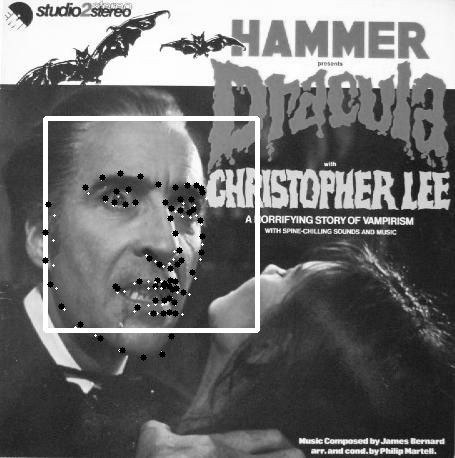 studio2stereo
HAMMER
presents
Dracula
with
CHRISTOPHER LEE
A HORRIFYING STORY OF VAMPIRISM
WITH SPINE-CHILLING SOUNDS AND MUSIC
Music Composed by James Bernard
arr. and cond. by Philip Martell.